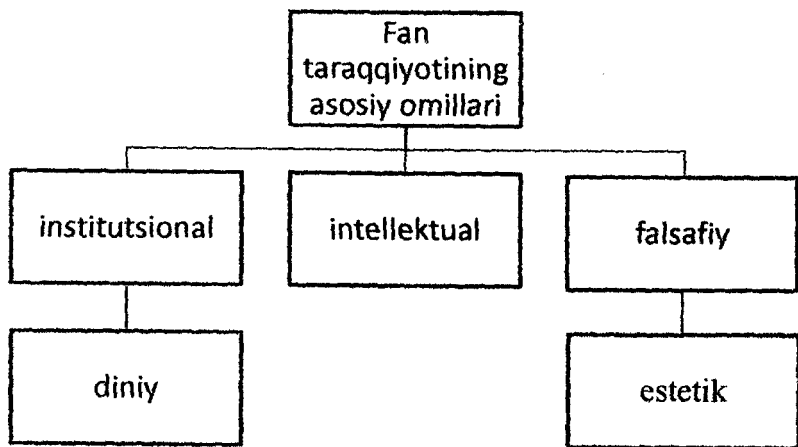 Fan
taraqqiyotining
asosiy omillari
institutsional
intellektual
falsafiy
diniy
estetik